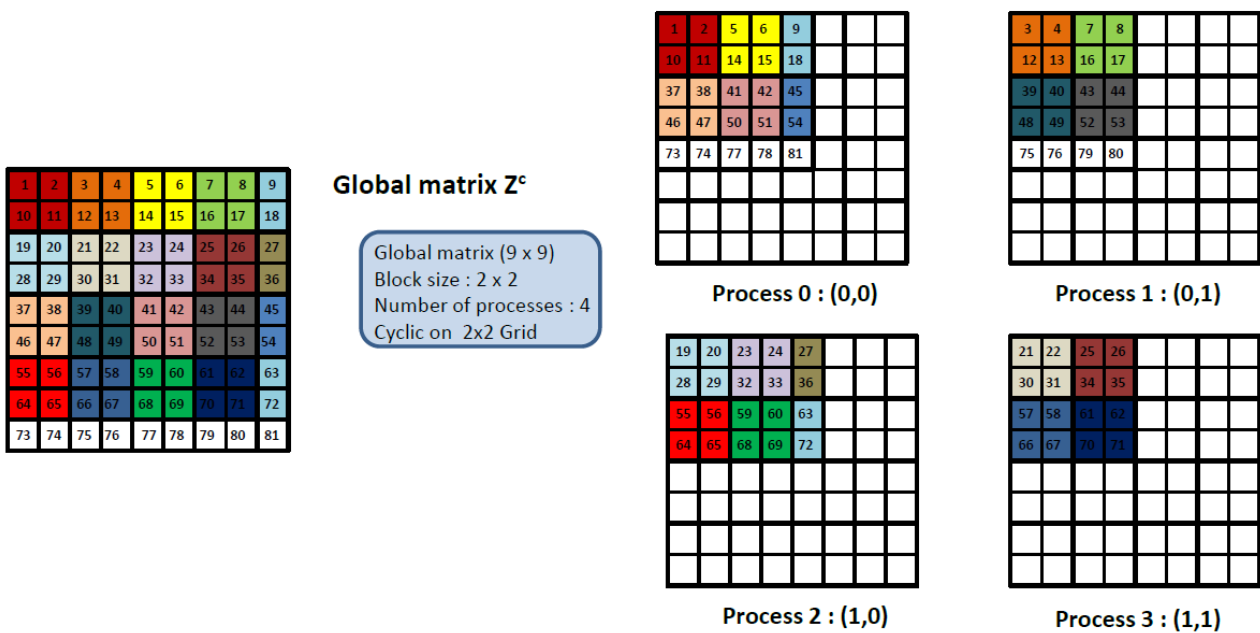 1 2 3 4 5 6 7 8 9
10 11 12 13 14 15 16 17 18
19 20 21 22 23 24 25 26 27
28 29 30 31 32 33 34 35 36
37 38 39 40 41 42 43 44 45
46 47 48 49 50 51 52 53 54
55 56 57 58 59 60 61 62 63
64 65 66 67 68 69 70 71 72
73 74 75 76 77 78 79 80 81
Global matrix Zᶜ
Global matrix (9 x 9)
Block size : 2 x 2
Number of processes : 4
Cyclic on 2x2 Grid
1 2 5 6 9
10 11 14 15 18
37 38 41 42 45
46 47 50 51 54
73 74 77 78 81
Process 0 : (0,0)
3 4 7 8
12 13 16 17
39 40 43 44
48 49 52 53
75 76 79 80
Process 1 : (0,1)
19 20 23 24 27
28 29 32 33 36
55 56 59 60 63
64 65 68 69 72
Process 2 : (1,0)
21 22 25 26
30 31 34 35
57 58 61 62
66 67 70 71
Process 3 : (1,1)